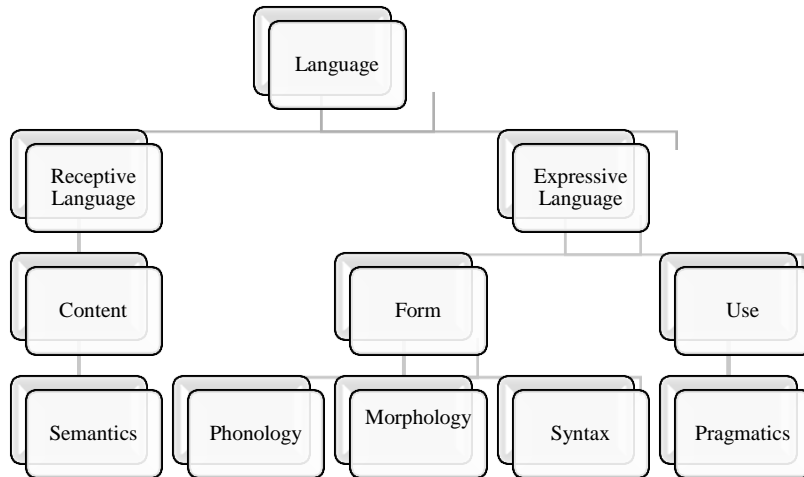 Language
Receptive
Language
Expressive
Language
Content
Form
Use
Semantics
Phonology
Morphology
Syntax
Pragmatics